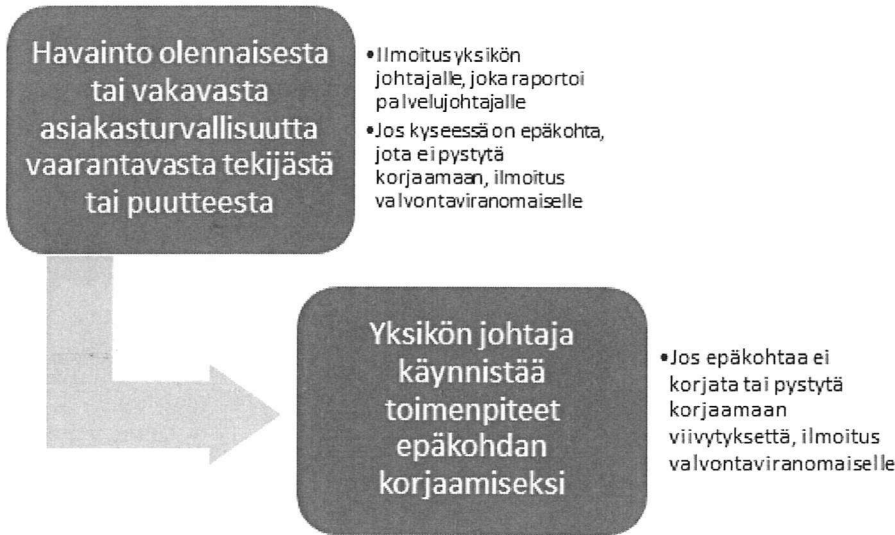 Havainto olennaisesta
tai vakavasta
asiakasturvallisuutta
vaarantavasta tekijästä
tai puutteesta
•Ilmoitus yksikön
johtajalle, joka raportoi
palvelujohtajalle
•Jos kyseessä on epäkohta,
jota ei pystytä
korjaamaan, ilmoitus
valvontaviranomaiselle
Yksikön johtaja
käynnistää
toimenpiteet
epäkohdan
korjaamiseksi
•Jos epäkohtaa ei
korjata tai pystytä
korjaamaan
viivytyksettä, ilmoitus
valvontaviranomaiselle